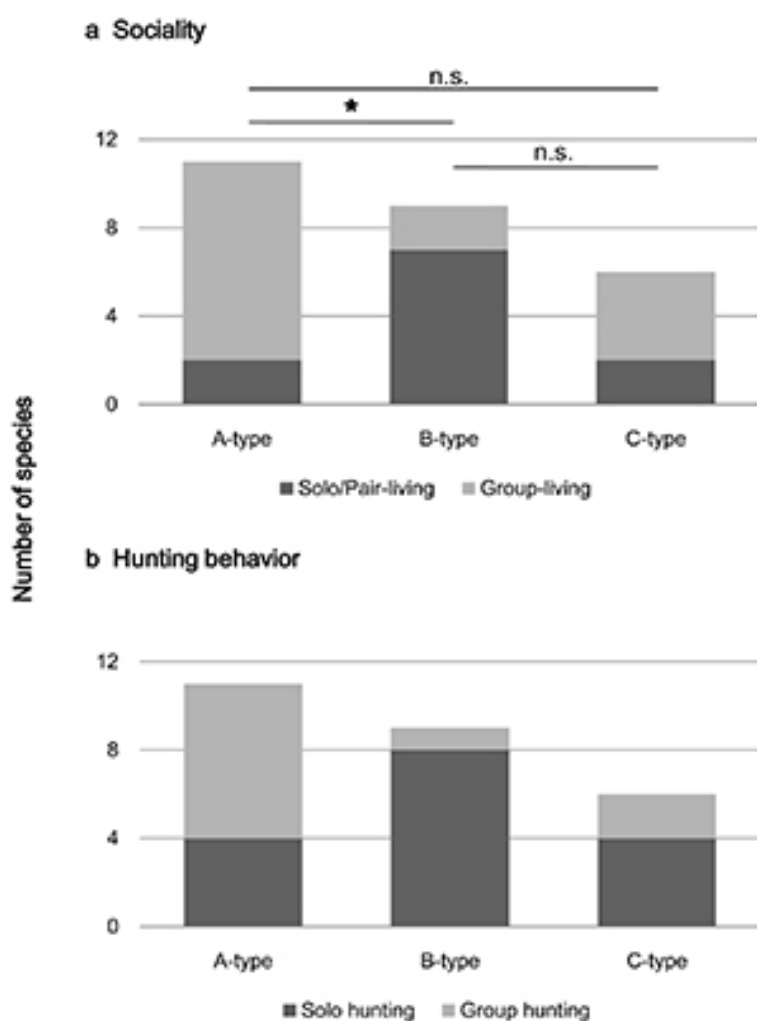 a Sociality
n.s.
★
12
n.s.
8
4
0
A-type B-type C-type
Solo/Pair-living Group-living
Number of species
b Hunting behavior
12
8
4
0
A-type B-type C-type
Solo hunting Group hunting